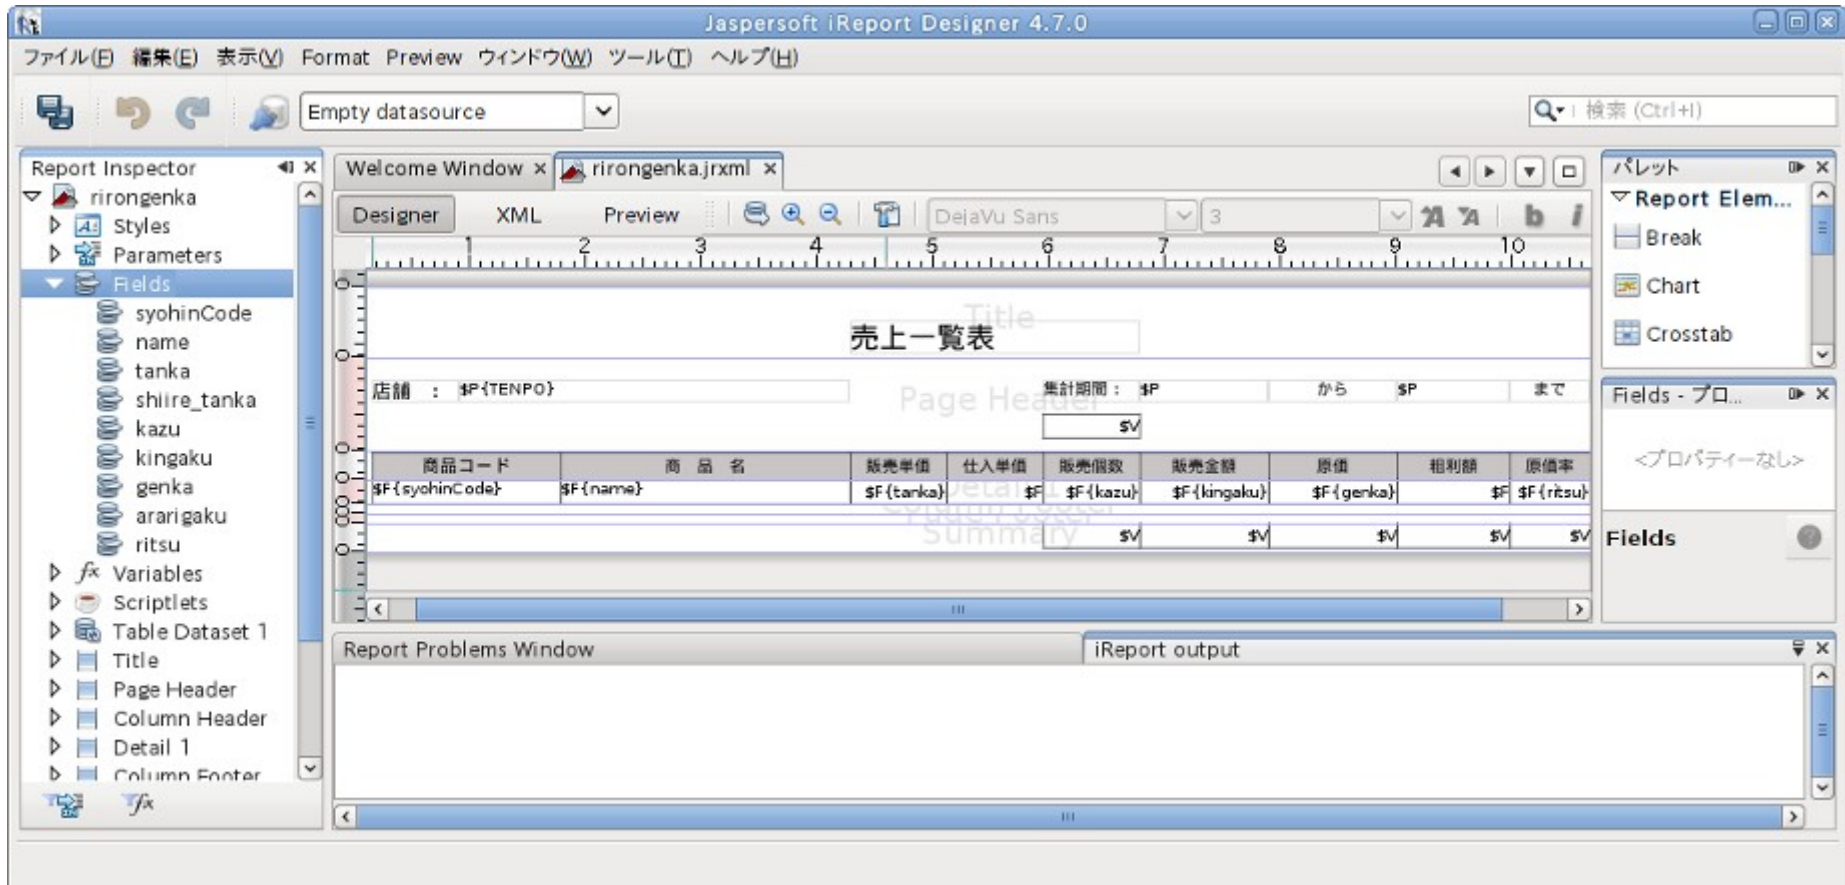 Jaspersoft iReport Designer 4.7.0
ファイル(F) 編集(E) 表示(V) Format Preview ウィンドウ(W) ツール(T) ヘルプ(H)
Empty datasource
検索 (Ctrl+I)
Report Inspector
rirongenka
Styles
Parameters
Fields
syohinCode
name
tanka
shiire_tanka
kazu
kingaku
genka
ararigaku
ritsu
Variables
Scriptlets
Table Dataset 1
Title
Page Header
Column Header
Detail 1
Column Footer
Welcome Window
rirongenka.jrxml
Designer XML Preview DejaVu Sans 3
1 2 3 4 5 6 7 8 9 10
Title
売上一覧表
店舗 : $P{TENPO} 集計期間: $P から $P まで
Page Header
$V
商品コード 商 品 名 販売単価 仕入単価 販売個数 販売金額 原価 粗利額 原価率
$F{syohinCode} $F{name} $F{tanka} $F $F{kazu} $F{kingaku} $F{genka} $F $F{ritsu}
Detail 1
Column Footer
Summary
$V $V $V $V $V
パレット
Report Elem...
Break
Chart
Crosstab
Fields - プロ...
<プロパティーなし>
Fields
Report Problems Window
iReport output